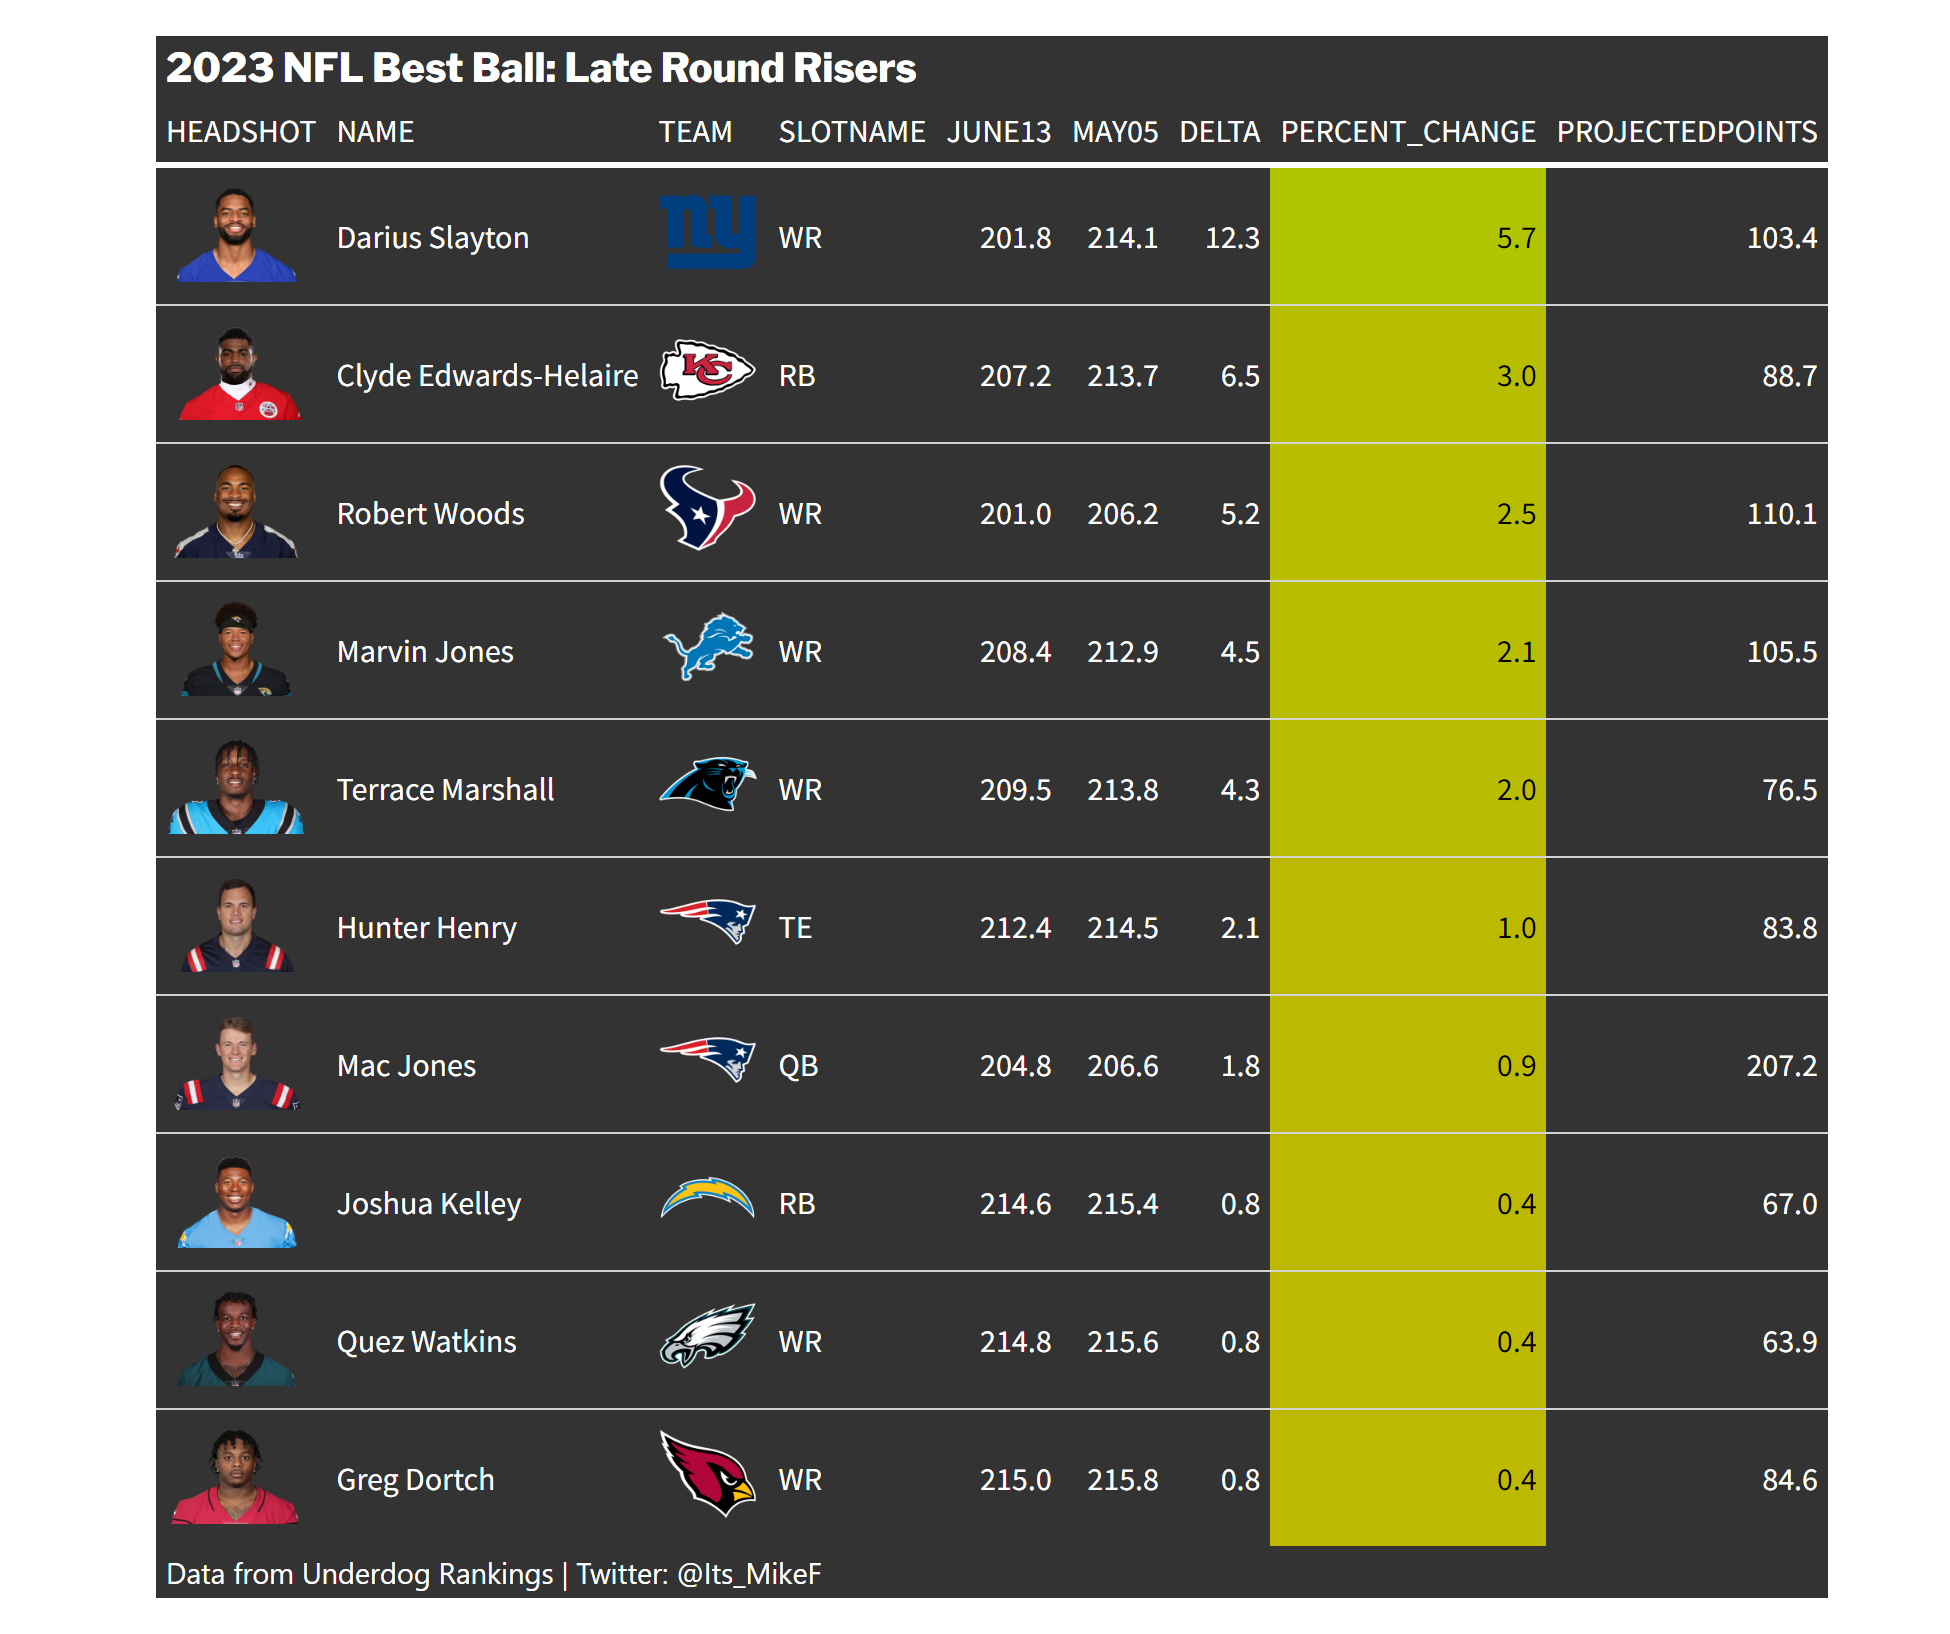 2023 NFL Best Ball: Late Round Risers
HEADSHOT NAME TEAM SLOTNAME JUNE13 MAY05 DELTA PERCENT_CHANGE PROJECTEDPOINTS
Darius Slayton ny WR 201.8 214.1 12.3 5.7 103.4
Clyde Edwards-Helaire KC RB 207.2 213.7 6.5 3.0 88.7
Robert Woods WR 201.0 206.2 5.2 2.5 110.1
Marvin Jones WR 208.4 212.9 4.5 2.1 105.5
Terrace Marshall WR 209.5 213.8 4.3 2.0 76.5
Hunter Henry TE 212.4 214.5 2.1 1.0 83.8
Mac Jones QB 204.8 206.6 1.8 0.9 207.2
Joshua Kelley RB 214.6 215.4 0.8 0.4 67.0
Quez Watkins WR 214.8 215.6 0.8 0.4 63.9
Greg Dortch WR 215.0 215.8 0.8 0.4 84.6
Data from Underdog Rankings | Twitter: @Its_MikeF